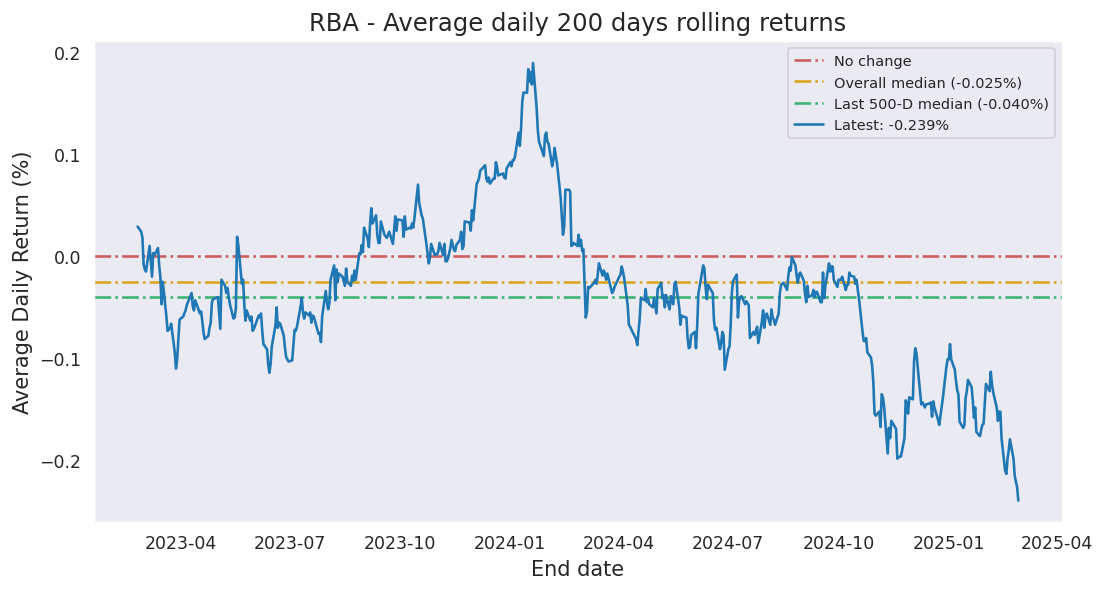 RBA - Average daily 200 days rolling returns
0.2
0.1
0.0
−0.1
−0.2
Average Daily Return (%)
No change
Overall median (-0.025%)
Last 500-D median (-0.040%)
Latest: -0.239%
2023-04
2023-07
2023-10
2024-01
2024-04
2024-07
2024-10
2025-01
2025-04
End date